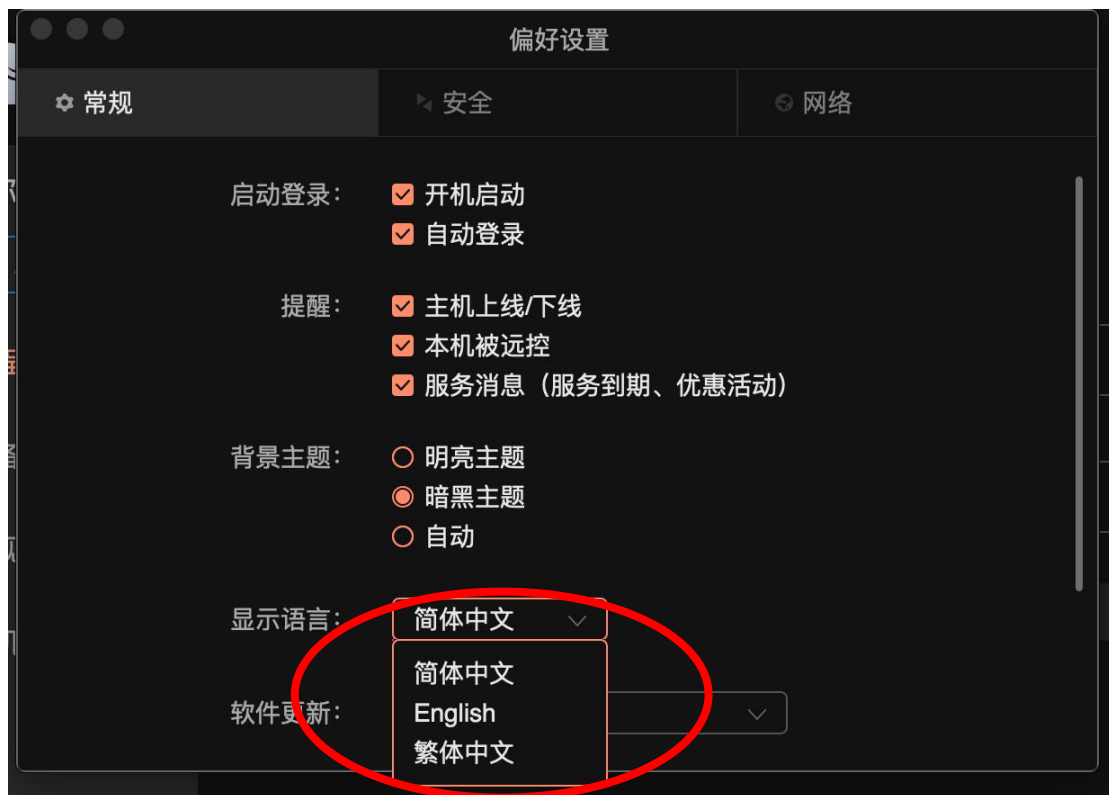 偏好设置
常规
安全
网络
启动登录：
开机启动
自动登录
提醒：
主机上线/下线
本机被远控
服务消息（服务到期、优惠活动）
背景主题：
明亮主题
暗黑主题
自动
显示语言：
简体中文
简体中文
English
繁体中文
软件更新：